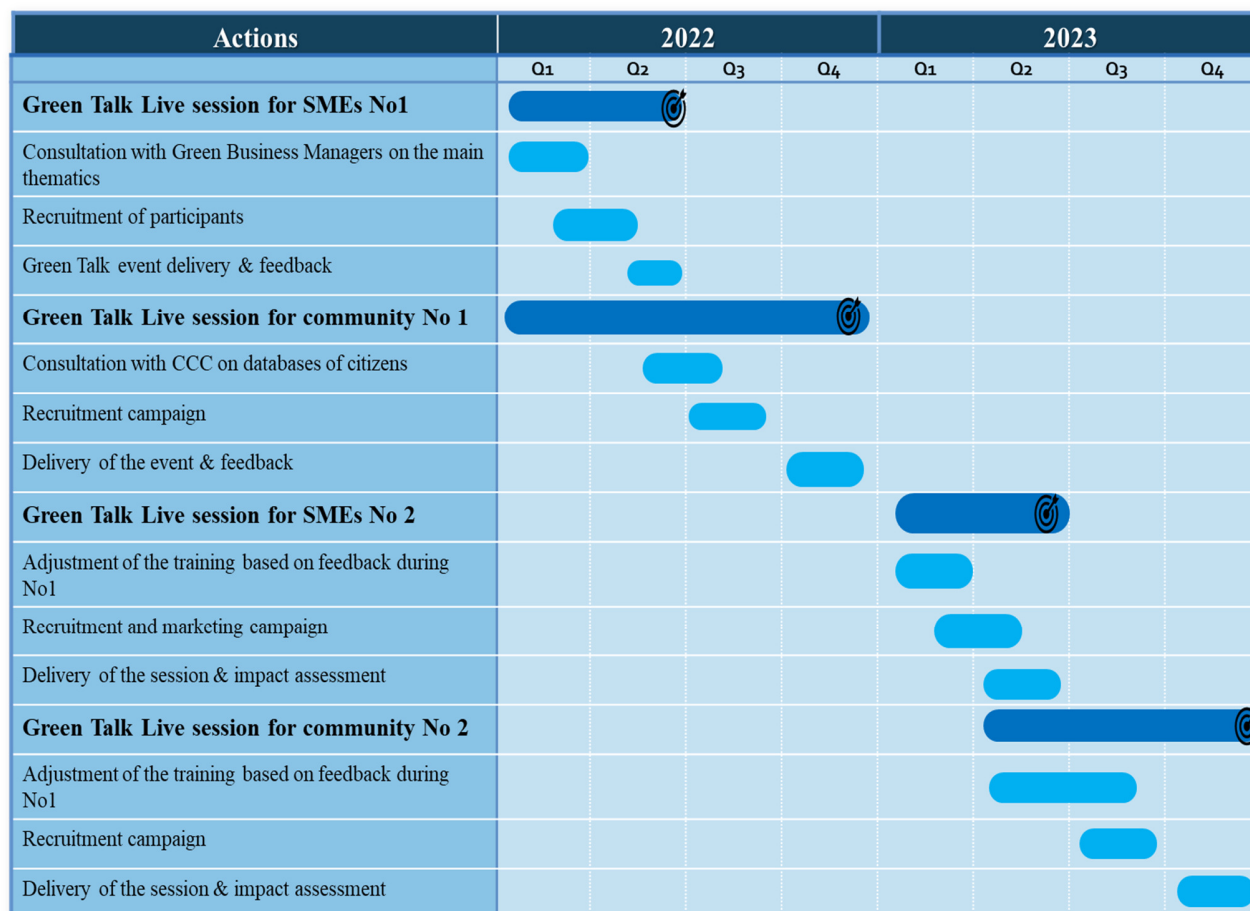 Actions 2022 2023
Q1 Q2 Q3 Q4 Q1 Q2 Q3 Q4
Green Talk Live session for SMEs No1
Consultation with Green Business Managers on the main
thematics
Recruitment of participants
Green Talk event delivery & feedback
Green Talk Live session for community No 1
Consultation with CCC on databases of citizens
Recruitment campaign
Delivery of the event & feedback
Green Talk Live session for SMEs No 2
Adjustment of the training based on feedback during
No1
Recruitment and marketing campaign
Delivery of the session & impact assessment
Green Talk Live session for community No 2
Adjustment of the training based on feedback during
No1
Recruitment campaign
Delivery of the session & impact assessment